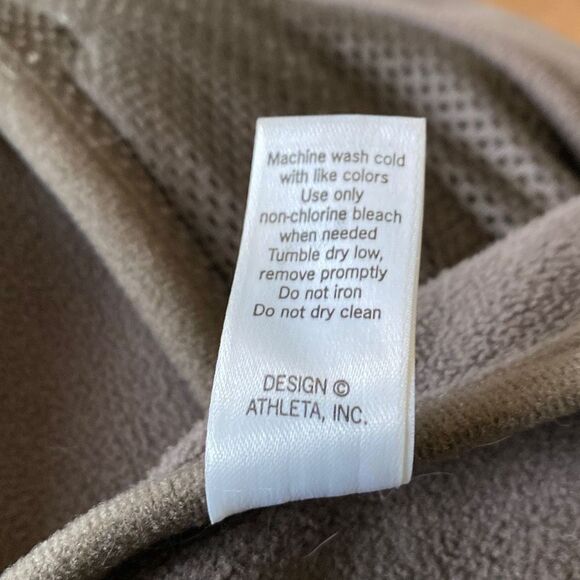 Machine wash cold
with like colors
Use only
non-chlorine bleach
when needed
Tumble dry low,
remove promptly
Do not iron
Do not dry clean
DESIGN ©
ATHLETA, INC.